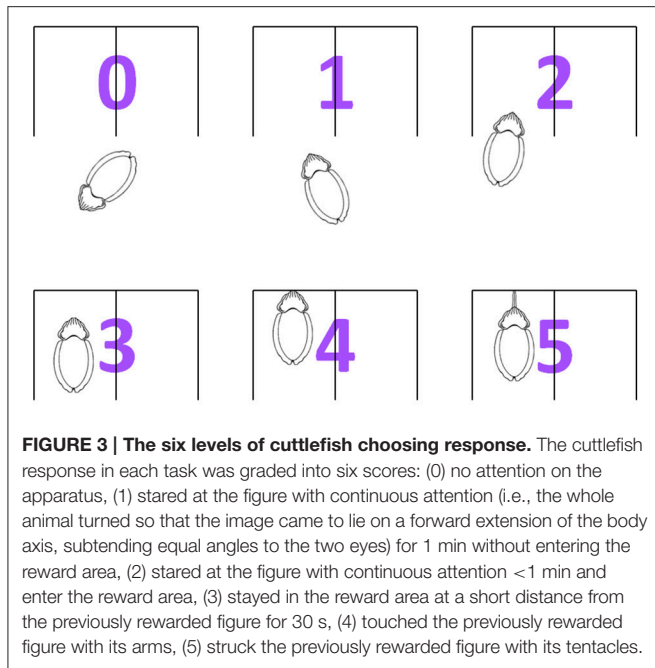 0 1 2
3 4 5
FIGURE 3 | The six levels of cuttlefish choosing response. The cuttlefish
response in each task was graded into six scores: (0) no attention on the
apparatus, (1) stared at the figure with continuous attention (i.e., the whole
animal turned so that the image came to lie on a forward extension of the body
axis, subtending equal angles to the two eyes) for 1 min without entering the
reward area, (2) stared at the figure with continuous attention <1 min and
enter the reward area, (3) stayed in the reward area at a short distance from
the previously rewarded figure for 30 s, (4) touched the previously rewarded
figure with its arms, (5) struck the previously rewarded figure with its tentacles.